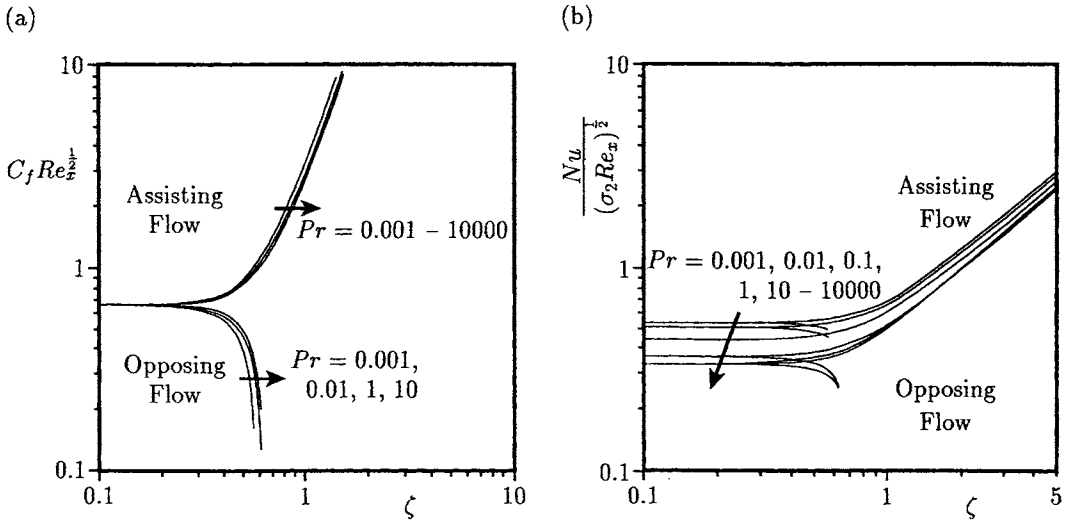 (a)
10
C_f Re_x^{1/2}
Assisting
Flow
Pr = 0.001 – 10000
1
Opposing
Flow
Pr = 0.001,
0.01, 1, 10
0.1
0.1 1 ζ 10
(b)
10
Nu
(σ_2 Re_x)^{1/2}
Assisting
Flow
1
Pr = 0.001, 0.01, 0.1,
1, 10 – 10000
Opposing
Flow
0.1
0.1 1 ζ 5